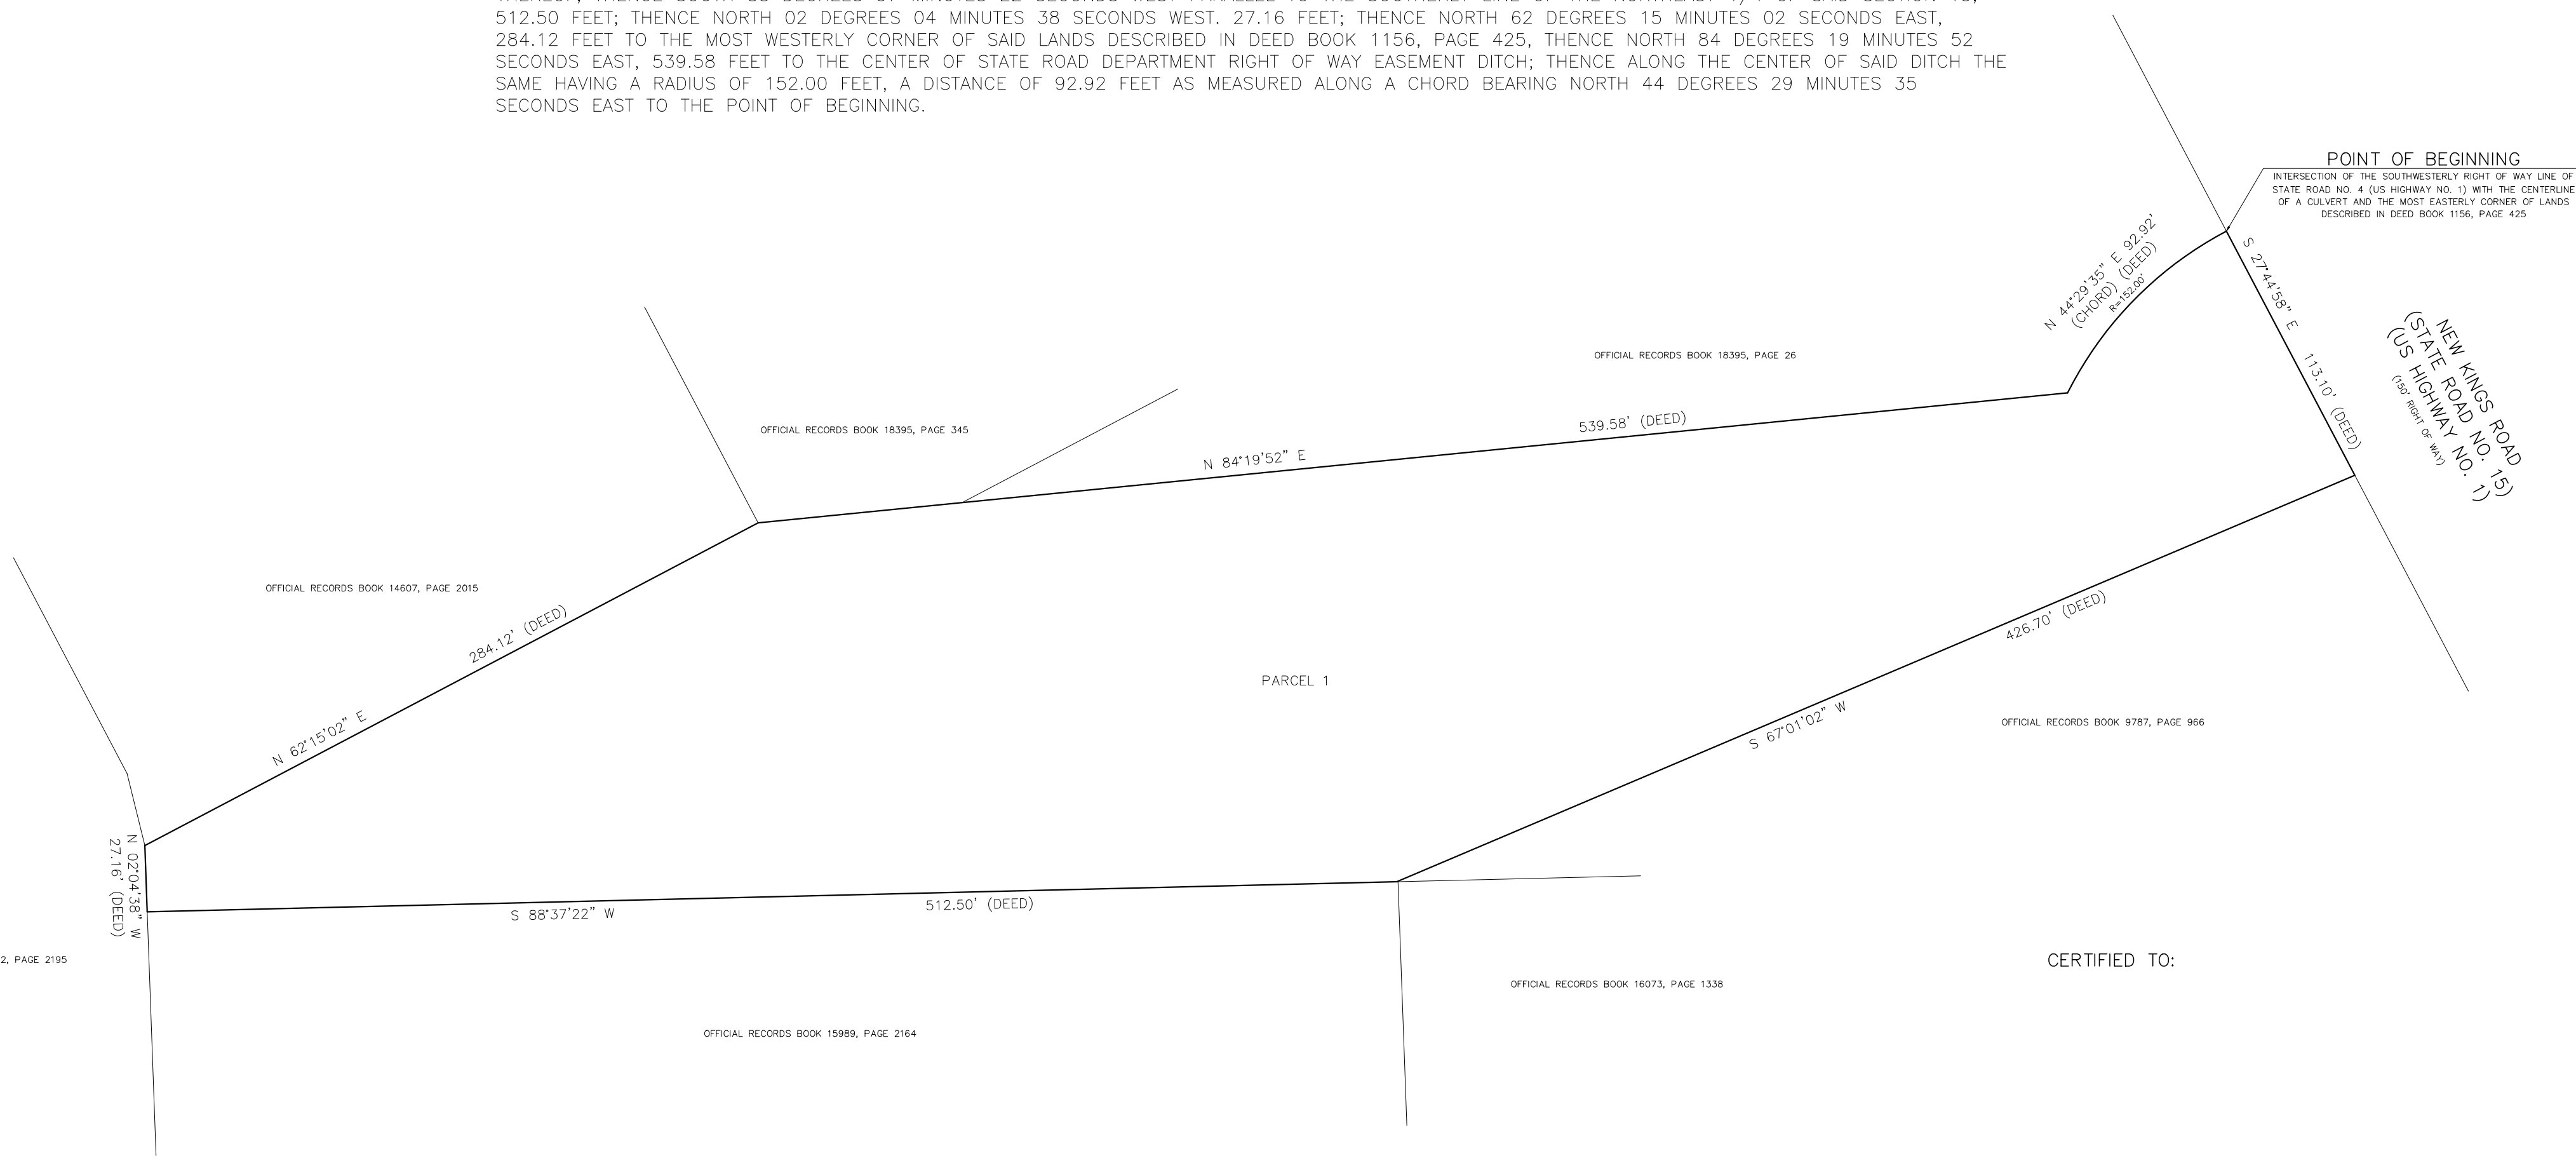 512.50 FEET; THENCE NORTH 02 DEGREES 04 MINUTES 38 SECONDS WEST. 27.16 FEET; THENCE NORTH 62 DEGREES 15 MINUTES 02 SECONDS EAST,
284.12 FEET TO THE MOST WESTERLY CORNER OF SAID LANDS DESCRIBED IN DEED BOOK 1156, PAGE 425, THENCE NORTH 84 DEGREES 19 MINUTES 52
SECONDS EAST, 539.58 FEET TO THE CENTER OF STATE ROAD DEPARTMENT RIGHT OF WAY EASEMENT DITCH; THENCE ALONG THE CENTER OF SAID DITCH THE
SAME HAVING A RADIUS OF 152.00 FEET, A DISTANCE OF 92.92 FEET AS MEASURED ALONG A CHORD BEARING NORTH 44 DEGREES 29 MINUTES 35
SECONDS EAST TO THE POINT OF BEGINNING.
POINT OF BEGINNING
INTERSECTION OF THE SOUTHWESTERLY RIGHT OF WAY LINE OF
STATE ROAD NO. 4 (US HIGHWAY NO. 1) WITH THE CENTERLINE
OF A CULVERT AND THE MOST EASTERLY CORNER OF LANDS
DESCRIBED IN DEED BOOK 1156, PAGE 425
N 44°29'35" E 92.92'
(CHORD) (DEED)
R=152.00'
S 27°44'58" E 113.10' (DEED)
NEW KINGS ROAD
(STATE ROAD NO. 15)
(US HIGHWAY NO. 1)
(150' RIGHT OF WAY)
OFFICIAL RECORDS BOOK 18395, PAGE 26
OFFICIAL RECORDS BOOK 18395, PAGE 345
N 84°19'52" E 539.58' (DEED)
OFFICIAL RECORDS BOOK 14607, PAGE 2015
N 62°15'02" E 284.12' (DEED)
PARCEL 1
S 67°01'02" W 426.70' (DEED)
OFFICIAL RECORDS BOOK 9787, PAGE 966
N 02°04'38" W
27.16' (DEED)
S 88°37'22" W 512.50' (DEED)
2, PAGE 2195
CERTIFIED TO:
OFFICIAL RECORDS BOOK 16073, PAGE 1338
OFFICIAL RECORDS BOOK 15989, PAGE 2164